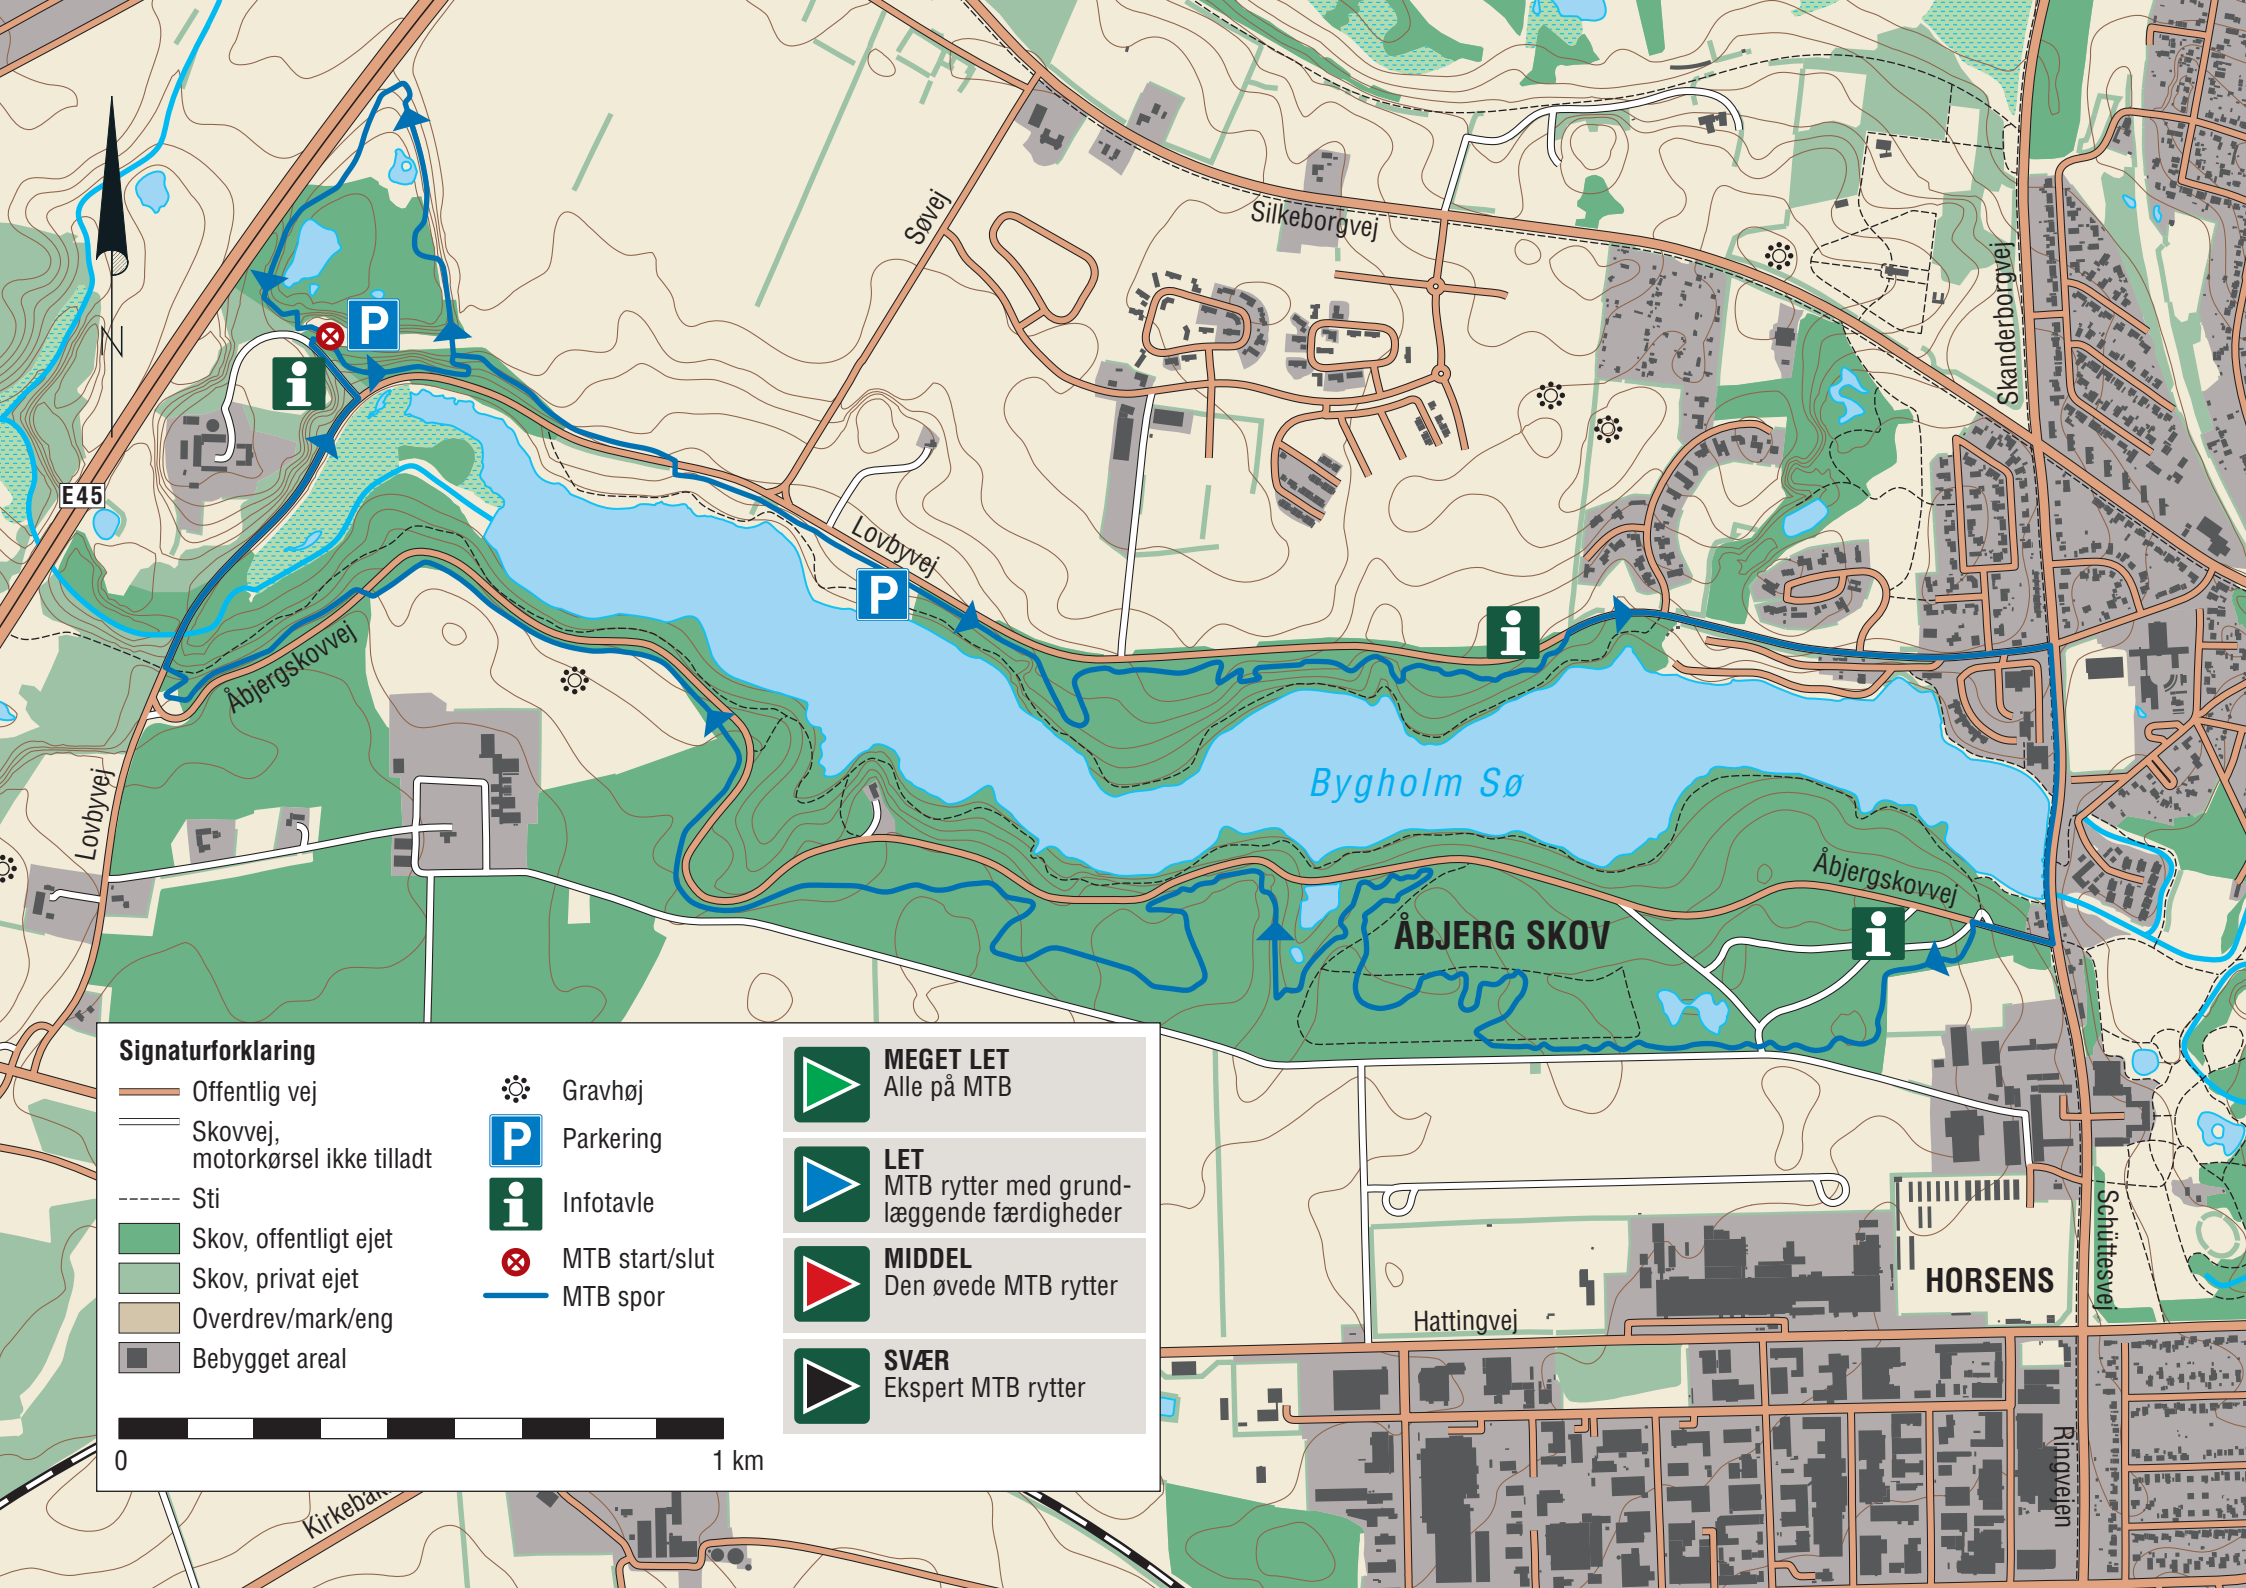 Søvej
Silkeborgvej
Skanderborgvej
P
i
E45
N
Lovbyvej
P
i
Åbjergskovvej
Bygholm Sø
Lovbyvej
Åbjergskovvej
ÅBJERG SKOV
i
HORSENS
Schüttesvej
Hattingvej
Ringvejen
Signaturforklaring
Offentlig vej
Skovvej,
motorkørsel ikke tilladt
Sti
Skov, offentligt ejet
Skov, privat ejet
Overdrev/mark/eng
Bebygget areal
0
1 km
Gravhøj
P
Parkering
i
Infotavle
MTB start/slut
MTB spor
MEGET LET
Alle på MTB
LET
MTB rytter med grund-
læggende færdigheder
MIDDEL
Den øvede MTB rytter
SVÆR
Ekspert MTB rytter